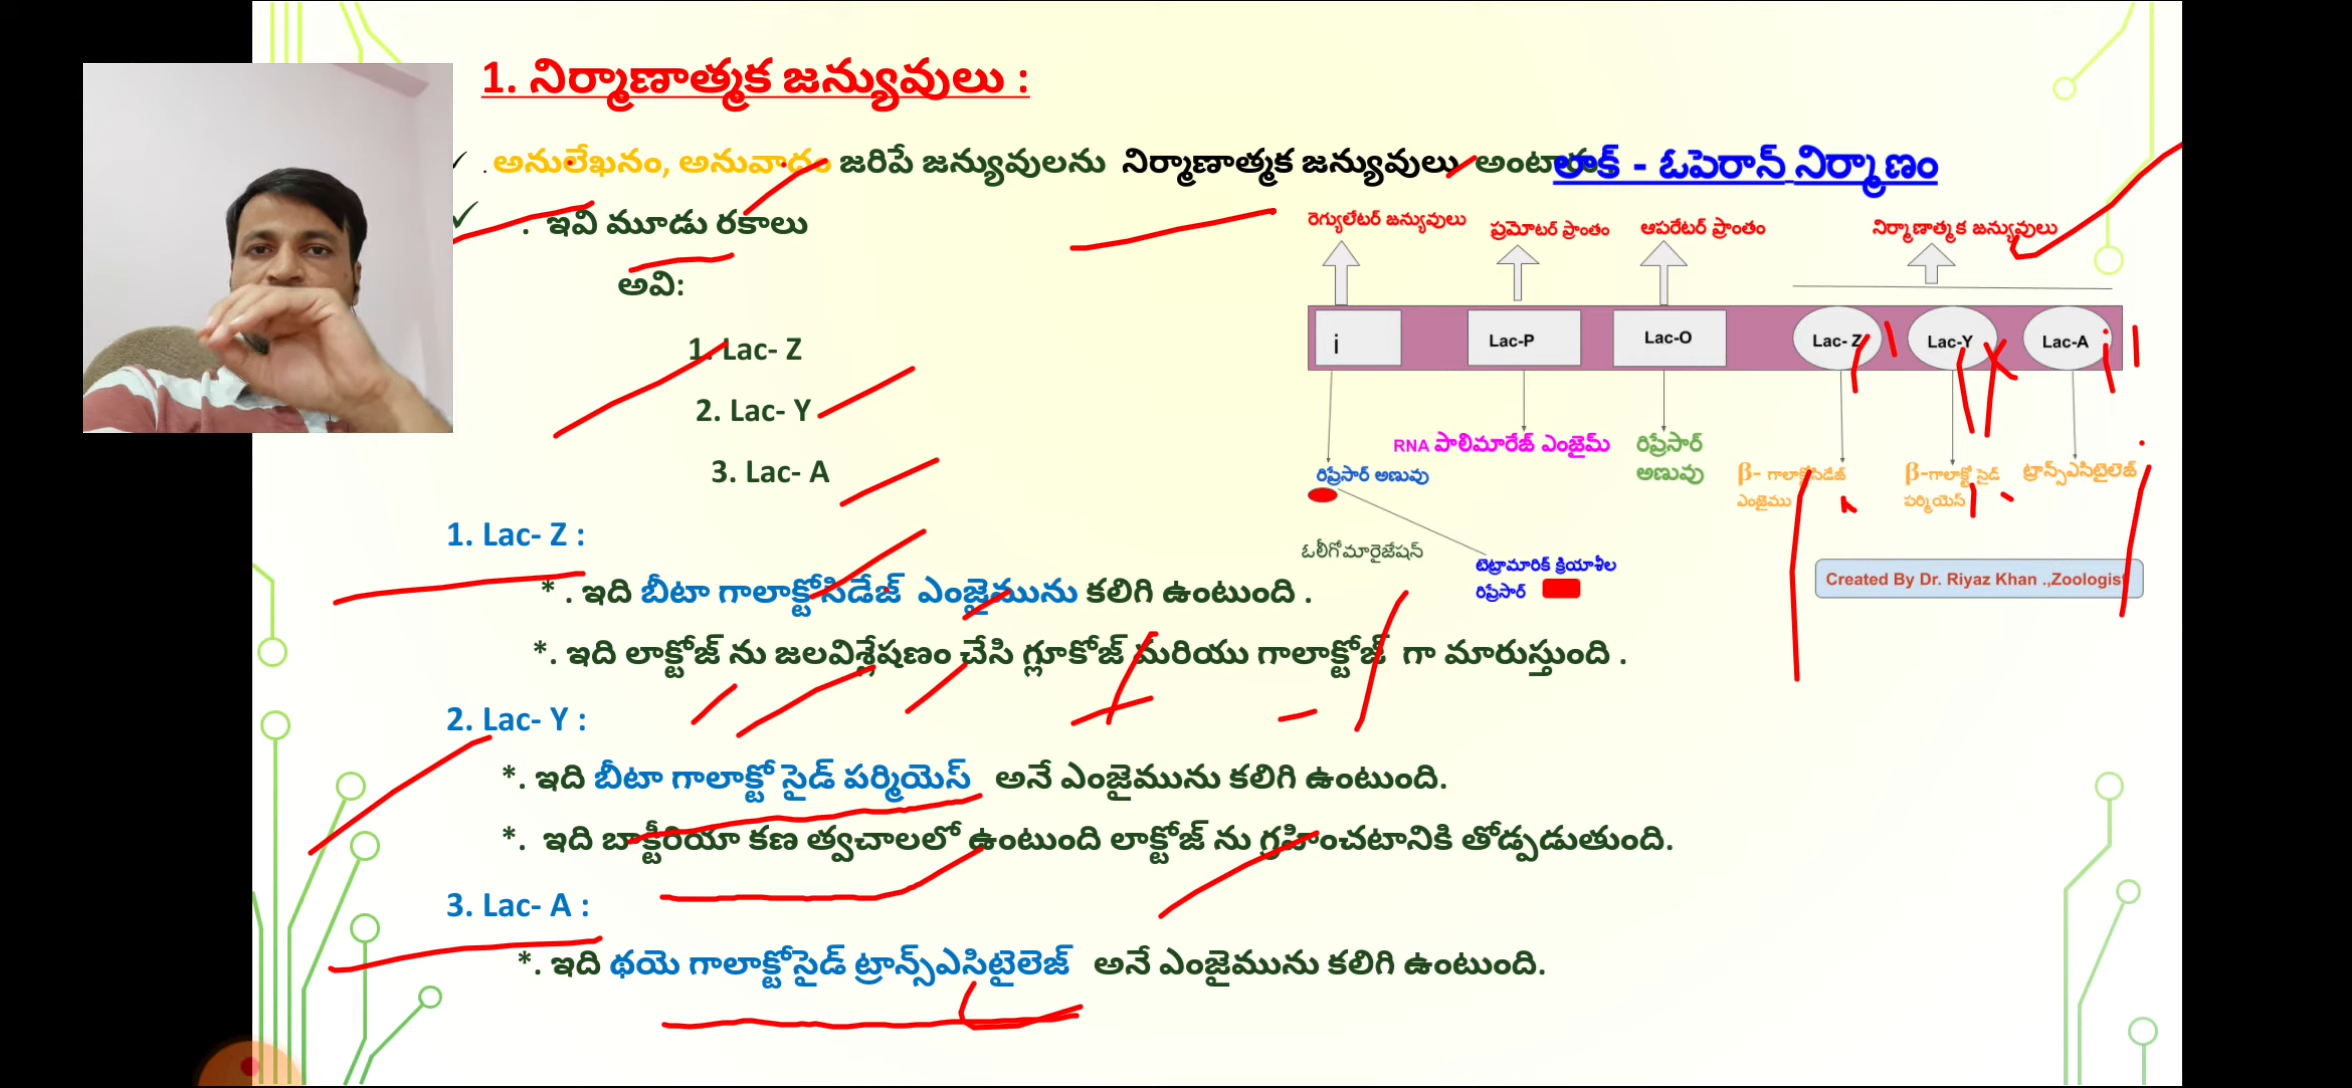 1. నిర్మాణాత్మక జన్యువులు :
✓ . అనులేఖనం, అనువాదం జరిపే జన్యువులను నిర్మాణాత్మక జన్యువులు
లాక్ - ఓపెరాన్ నిర్మాణం
✓ . ఇవి మూడు రకాలు
అవి:
1. Lac- Z
2. Lac- Y
3. Lac- A
రెగ్యులేటర్ జన్యువులు ప్రమోటర్ ప్రాంతం ఆపరేటర్ ప్రాంతం నిర్మాణాత్మక జన్యువులు
i Lac-P Lac-O Lac- Z Lac-Y Lac-A
RNA పాలిమారేజ్ ఎంజైమ్
రిప్రెసార్
అణువు
రిప్రెసార్ అణువు
β- గాలాక్టోసిడేజ్
ఎంజైము
β-గాలాక్టో సైడ్
పర్మియెస్
ట్రాన్స్ఎసిటైలెజ్
ఓలీగోమారైజేషన్
టెట్రామారిక్ క్రియాశీల
రిప్రెసార్
Created By Dr. Riyaz Khan .,Zoologist
1. Lac- Z :
* . ఇది బీటా గాలాక్టోసిడేజ్ ఎంజైమును కలిగి ఉంటుంది .
*. ఇది లాక్టోజ్ ను జలవిశ్లేషణం చేసి గ్లూకోజ్ మరియు గాలాక్టోజ్ గా మారుస్తుంది .
2. Lac- Y :
*. ఇది బీటా గాలాక్టో సైడ్ పర్మియెస్ అనే ఎంజైమును కలిగి ఉంటుంది.
*. ఇది బాక్టీరియా కణ త్వచాలలో ఉంటుంది లాక్టోజ్ ను గ్రహించటానికి తోడ్పడుతుంది.
3. Lac- A :
*. ఇది థయె గాలాక్టోసైడ్ ట్రాన్స్ఎసిటైలెజ్ అనే ఎంజైమును కలిగి ఉంటుంది.